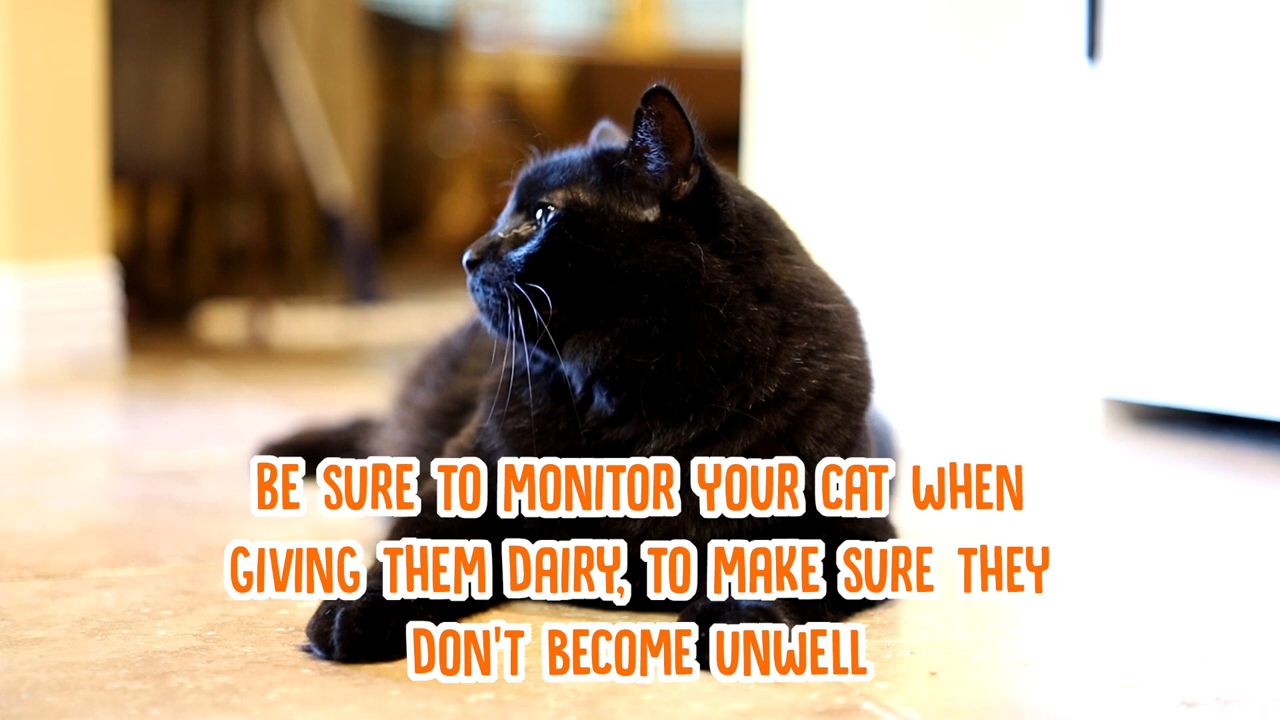 BE SURE TO MONITOR YOUR CAT WHEN
GIVING THEM DAIRY, TO MAKE SURE THEY
DON'T BECOME UNWELL